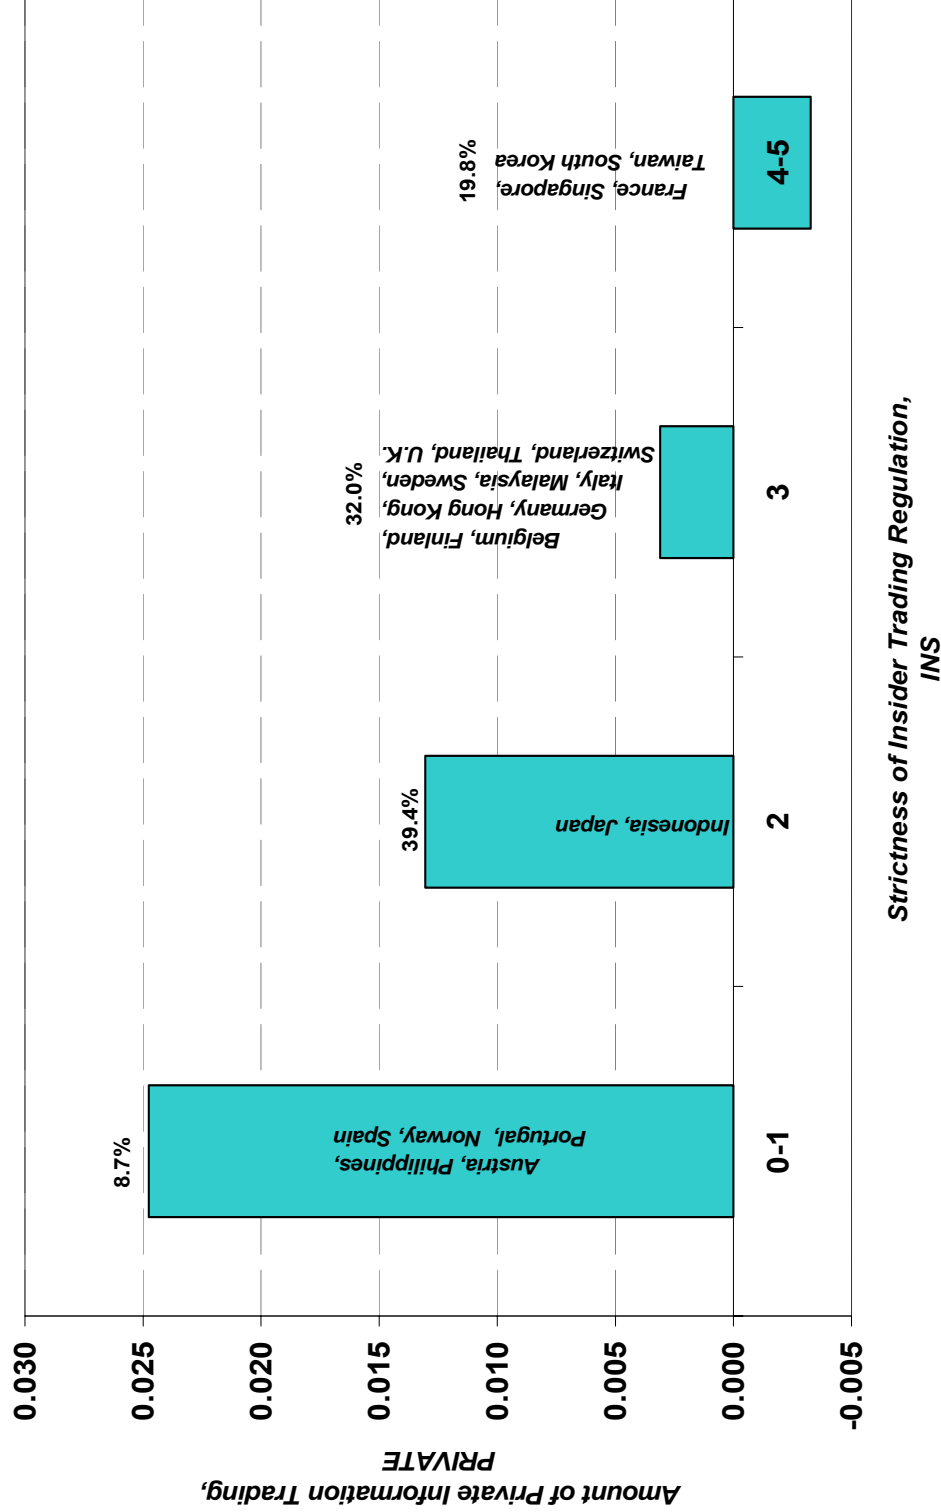 Amount of Private Information Trading,
PRIVATE
0.030
0.025
0.020
0.015
0.010
0.005
0.000
-0.005
8.7%
Austria, Philippines,
Portugal, Norway, Spain
0-1
39.4%
Indonesia, Japan
2
32.0%
Belgium, Finland,
Germany, Hong Kong,
Italy, Malaysia, Sweden,
Switzerland, Thailand, U.K.
3
19.8%
France, Singapore,
Taiwan, South Korea
4-5
Strictness of Insider Trading Regulation,
INS